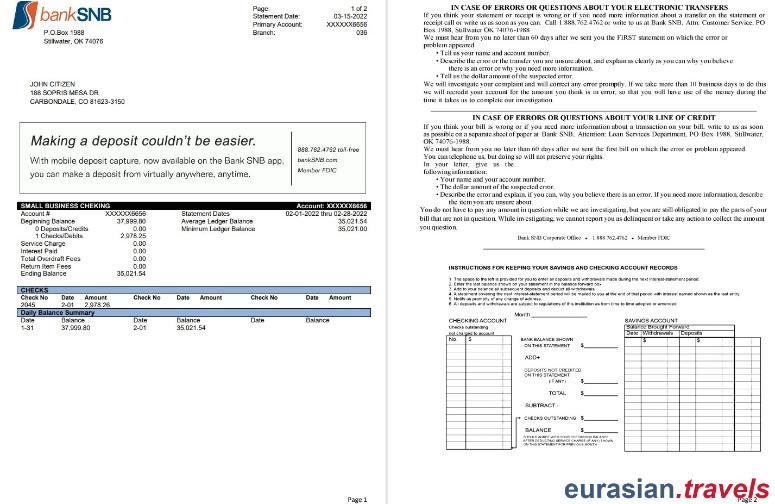 bankSNB
P.O.Box 1988
Stillwater, OK 74076
Page: 1 of 2
Statement Date: 03-15-2022
Primary Account: XXXXXX6656
Branch: 036
JOHN CITIZEN
188 SOPRIS MESA DR
CARBONDALE, CO 81623-3150
Making a deposit couldn't be easier.
With mobile deposit capture, now available on the Bank SNB app,
you can make a deposit from virtually anywhere, anytime.
888.762.4762 toll-free
bankSNB.com
Member FDIC
SMALL BUSINESS CHEKING Account: XXXXXX6656
Account # XXXXXX6656 Statement Dates 02-01-2022 thru 02-28-2022
Beginning Balance 37,999.80 Average Ledger Balance 35,021.54
0 Deposits/Credits 0.00 Minimum Ledger Balance 35,021.00
1 Checks/Debits 2,978.25
Service Charge 0.00
Interest Paid 0.00
Total Overdraft Fees 0.00
Return Item Fees 0.00
Ending Balance 35,021.54
CHECKS
Check No Date Amount Check No Date Amount Check No Date Amount
2045 2-01 2,978.26
Daily Balance Summary
Date Balance Date Balance Date Balance
1-31 37,999.80 2-01 35,021.54
Page 1
IN CASE OF ERRORS OR QUESTIONS ABOUT YOUR ELECTRONIC TRANSFERS
If you think your statement or receipt is wrong or if you need more information about a transfer on the statement or
receipt call or write us as soon as you can. Call 1.888.762.4762 or write to us at Bank SNB, Attn: Customer Service, PO
Box 1988, Stillwater OK 74076-1988
We must hear from you no later than 60 days after we sent you the FIRST statement on which the error or
problem appeared.
• Tell us your name and account number.
• Describe the error or the transfer you are unsure about, and explain as clearly as you can why you believe
there is an error or why you need more information.
• Tell us the dollar amount of the suspected error.
We will investigate your complaint and will correct any error promptly. If we take more than 10 business days to do this
we will recredit your account for the amount you think is in error, so that you will have use of the money during the
time it takes us to complete our investigation.
IN CASE OF ERRORS OR QUESTIONS ABOUT YOUR LINE OF CREDIT
If you think your bill is wrong or if you need more information about a transaction on your bill, write to us as soon
as possible on a separate sheet of paper at Bank SNB, Attention: Loan Services Department, PO Box 1988, Stillwater,
OK 74076-1988.
We must hear from you no later than 60 days after we sent the first bill on which the error or problem appeared.
You can telephone us, but doing so will not preserve your rights.
In your letter, give us the
following information:
• Your name and account number.
• The dollar amount of the suspected error.
• Describe the error and explain, if you can, why you believe there is an error. If you need more information, describe
the item you are unsure about.
You do not have to pay any amount in question while we are investigating, but you are still obligated to pay the parts of your
bill that are not in question. While investigating, we cannot report you as delinquent or take any action to collect the amount
you question.
Bank SNB Corporate Office • 1.888.762.4762 • Member FDIC
INSTRUCTIONS FOR KEEPING YOUR SAVINGS AND CHECKING ACCOUNT RECORDS
Month
CHECKING ACCOUNT
Checks outstanding
not charged to account
No. $
BANK BALANCE SHOWN
ON THIS STATEMENT $
ADD+
DEPOSITS NOT CREDITED
ON THIS STATEMENT
(IF ANY) $
TOTAL $
SUBTRACT -
CHECKS OUTSTANDING $
BALANCE $
SAVINGS ACCOUNT
Balance Brought Forward
Date Withdrawals Deposits
$ $
Page 2
eurasian.travels